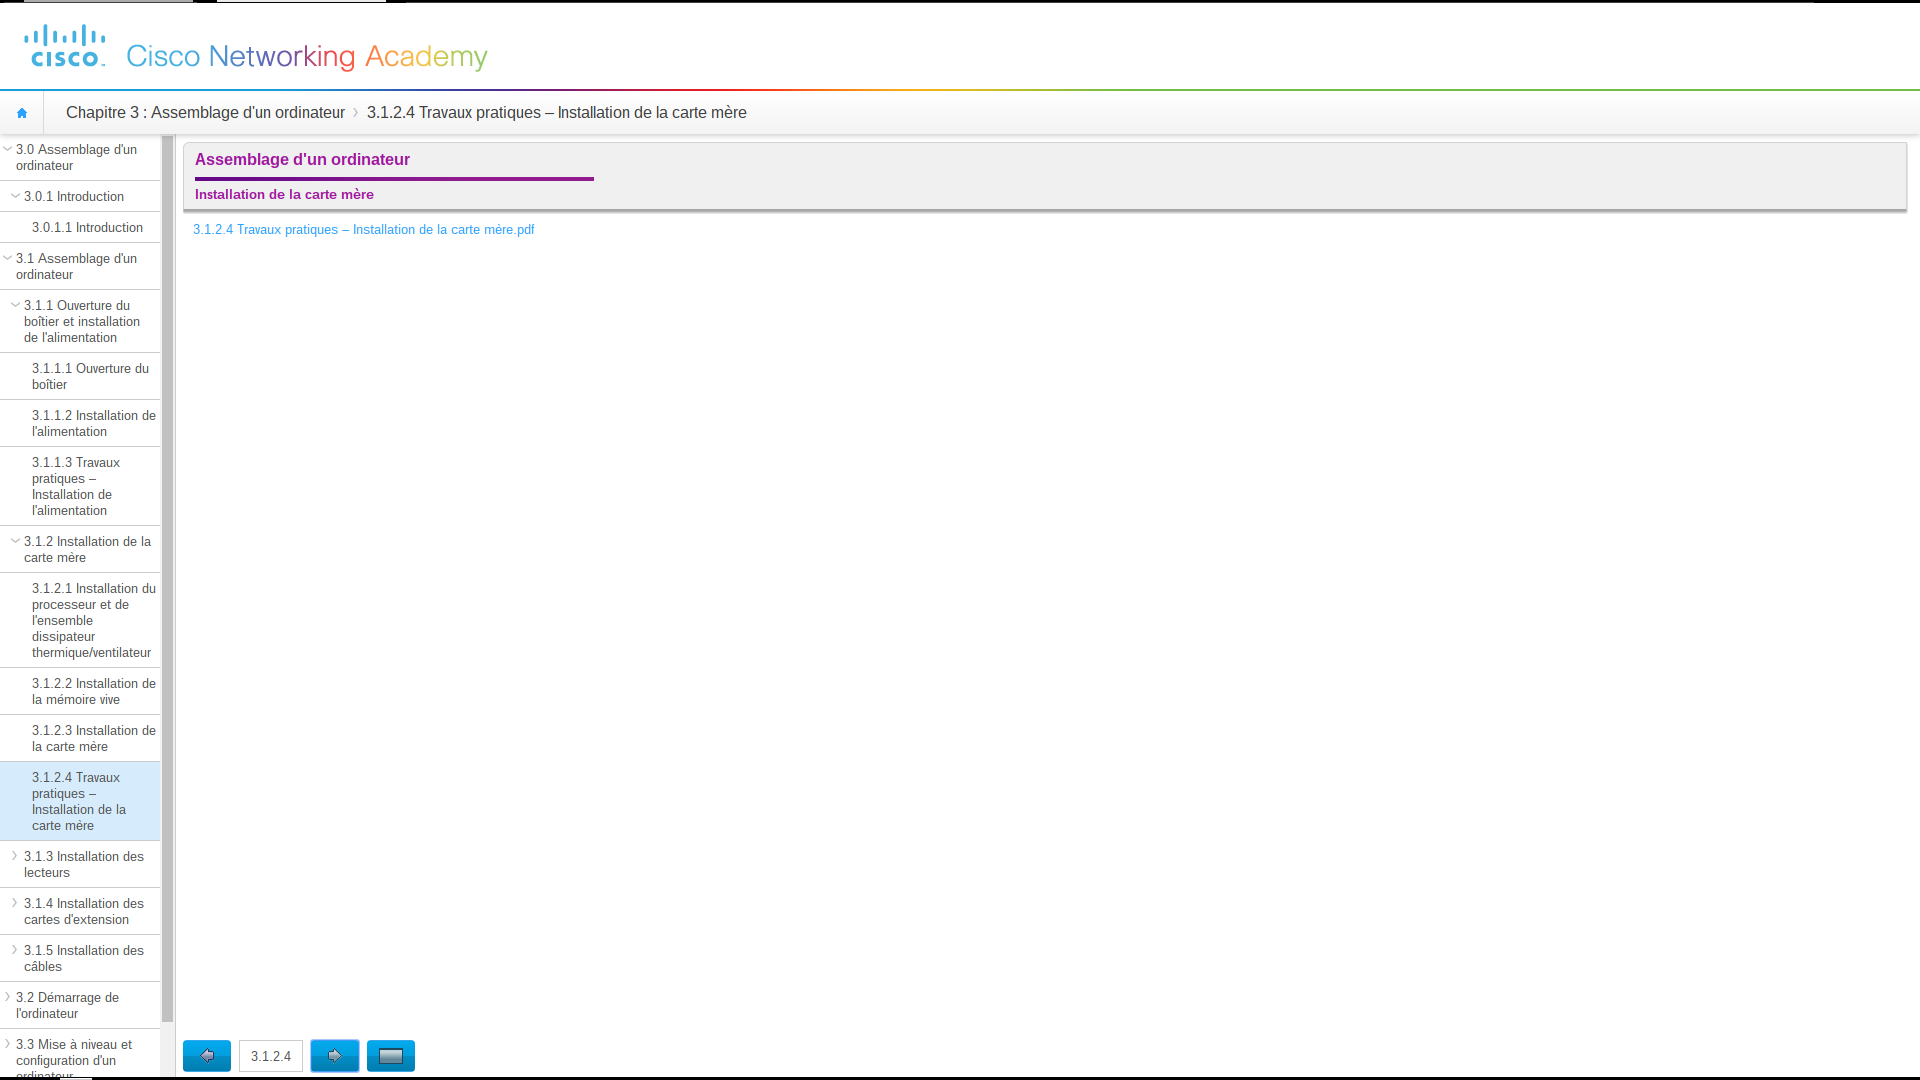 cisco
Cisco Networking Academy
Chapitre 3 : Assemblage d'un ordinateur
3.1.2.4 Travaux pratiques – Installation de la carte mère
3.0 Assemblage d'un
ordinateur
3.0.1 Introduction
3.0.1.1 Introduction
3.1 Assemblage d'un
ordinateur
3.1.1 Ouverture du
boîtier et installation
de l'alimentation
3.1.1.1 Ouverture du
boîtier
3.1.1.2 Installation de
l'alimentation
3.1.1.3 Travaux
pratiques –
Installation de
l'alimentation
3.1.2 Installation de la
carte mère
3.1.2.1 Installation du
processeur et de
l'ensemble
dissipateur
thermique/ventilateur
3.1.2.2 Installation de
la mémoire vive
3.1.2.3 Installation de
la carte mère
3.1.2.4 Travaux
pratiques –
Installation de la
carte mère
3.1.3 Installation des
lecteurs
3.1.4 Installation des
cartes d'extension
3.1.5 Installation des
câbles
3.2 Démarrage de
l'ordinateur
3.3 Mise à niveau et
configuration d'un
ordinateur
Assemblage d'un ordinateur
Installation de la carte mère
3.1.2.4 Travaux pratiques – Installation de la carte mère.pdf
3.1.2.4